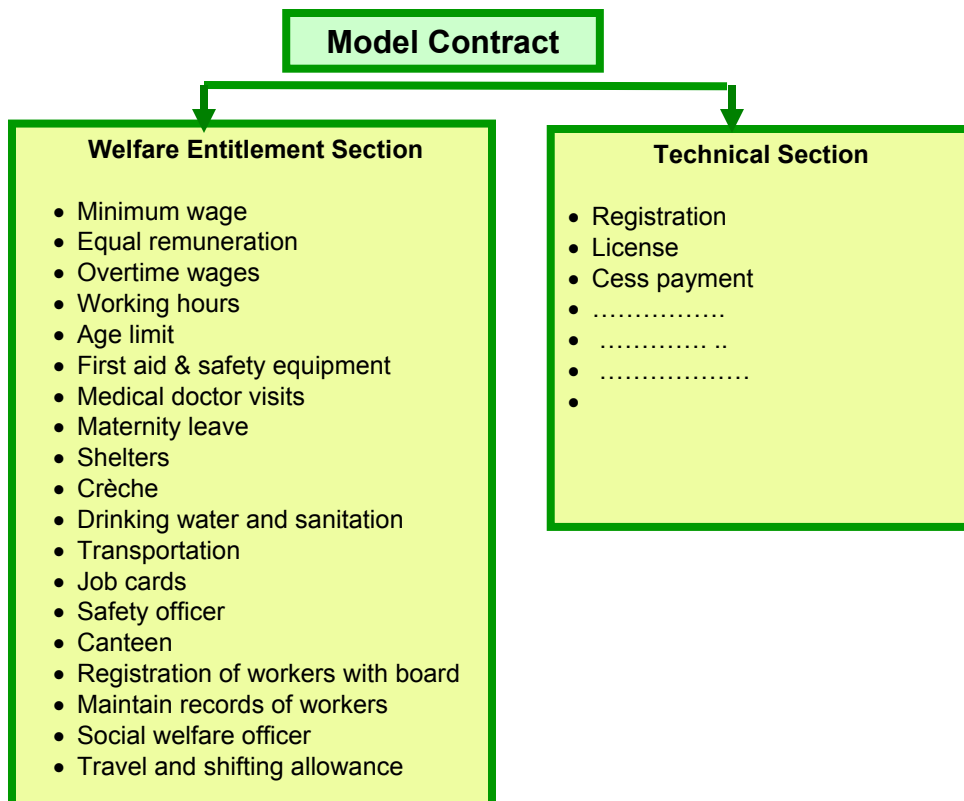 Model Contract
Welfare Entitlement Section
• Minimum wage
• Equal remuneration
• Overtime wages
• Working hours
• Age limit
• First aid & safety equipment
• Medical doctor visits
• Maternity leave
• Shelters
• Crèche
• Drinking water and sanitation
• Transportation
• Job cards
• Safety officer
• Canteen
• Registration of workers with board
• Maintain records of workers
• Social welfare officer
• Travel and shifting allowance
Technical Section
• Registration
• License
• Cess payment
• …………….
• …………. ..
• ………………
•